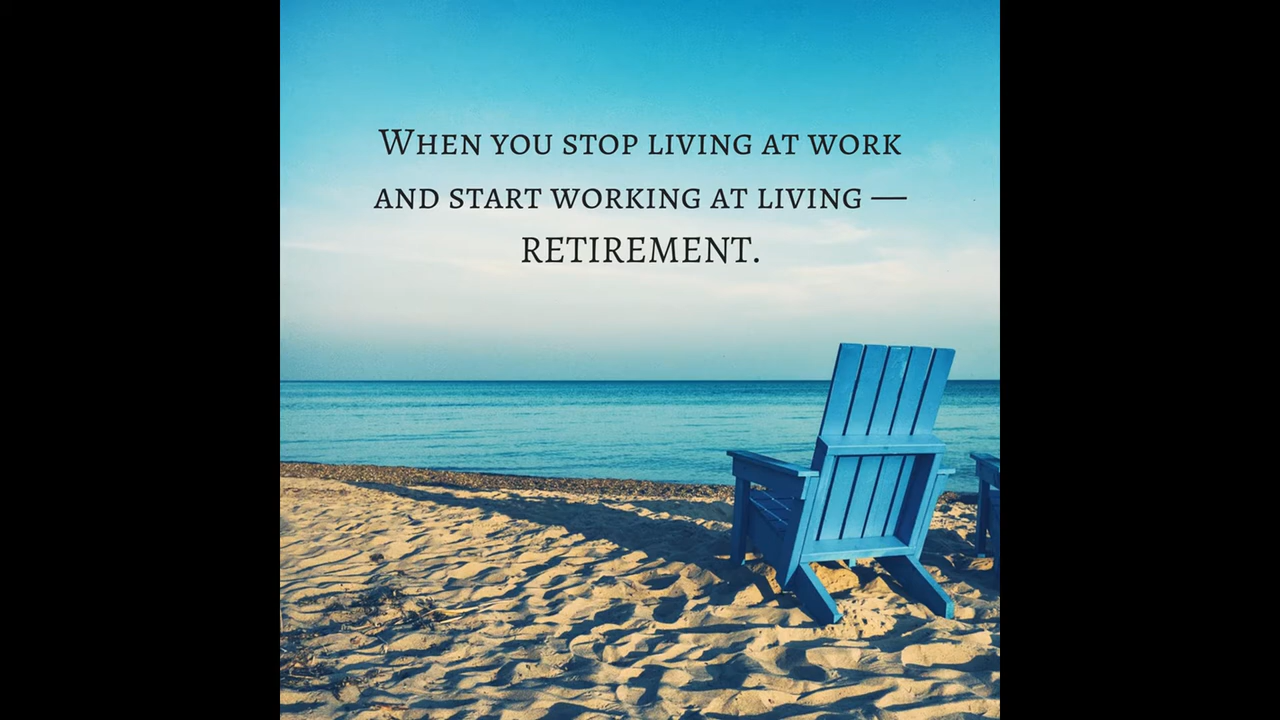 When you stop living at work
and start working at living —
RETIREMENT.